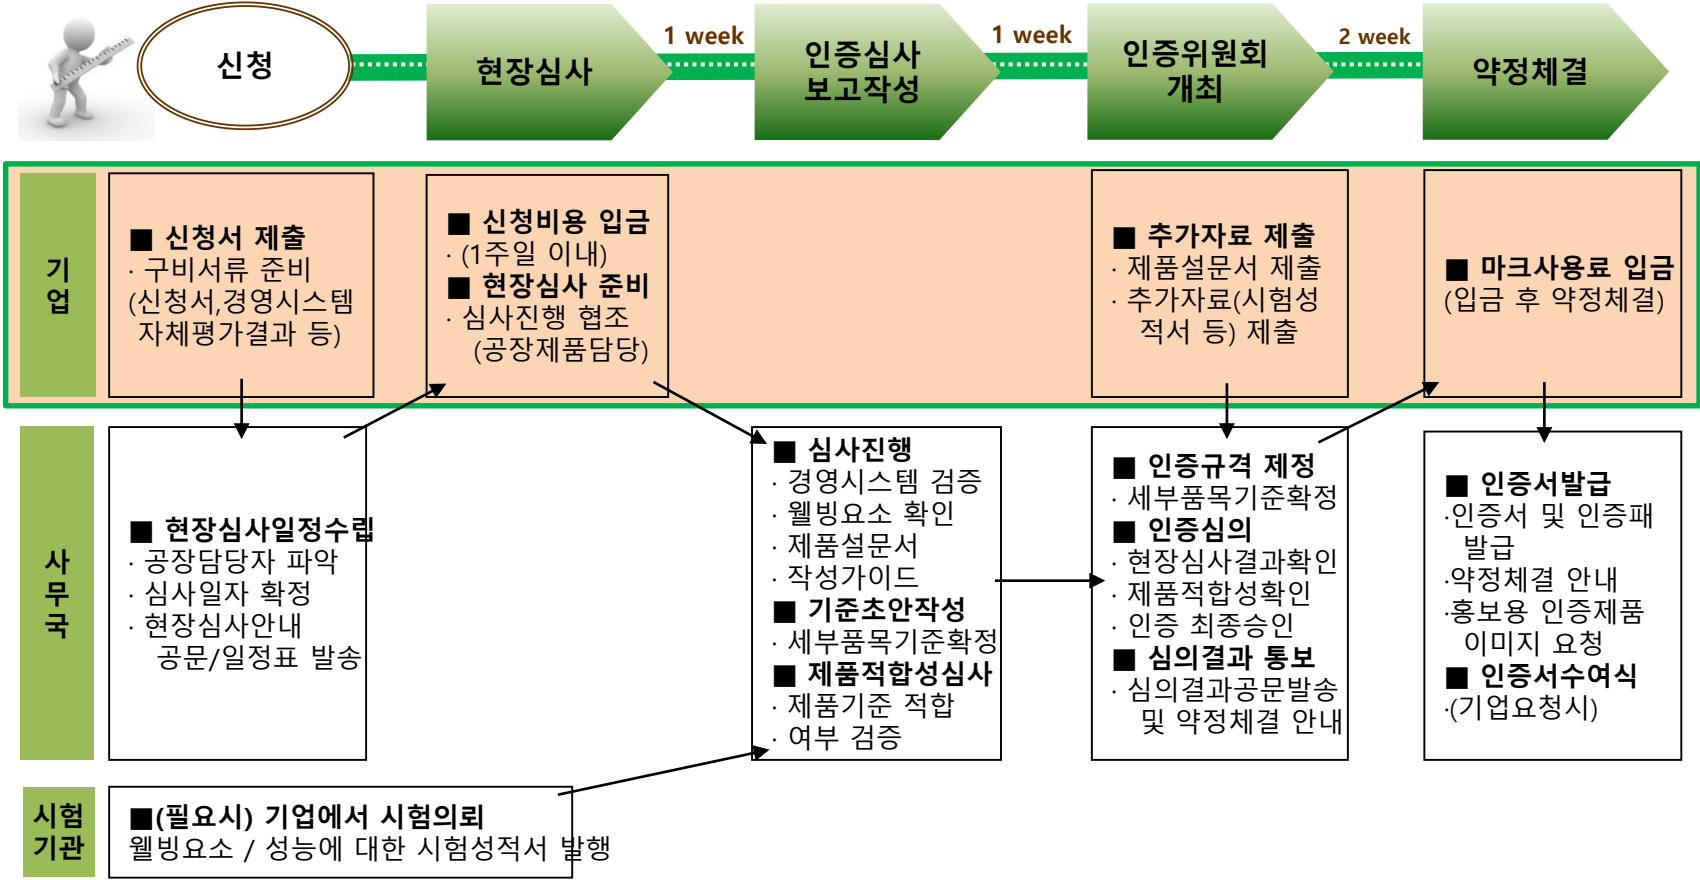 신청
현장심사
1 week
인증심사
보고작성
1 week
인증위원회
개최
2 week
약정체결
기
업
■ 신청서 제출
· 구비서류 준비
(신청서,경영시스템
자체평가결과 등)
■ 신청비용 입금
· (1주일 이내)
■ 현장심사 준비
· 심사진행 협조
(공장제품담당)
■ 추가자료 제출
· 제품설문서 제출
· 추가자료(시험성
적서 등) 제출
■ 마크사용료 입금
(입금 후 약정체결)
사
무
국
■ 현장심사일정수립
· 공장담당자 파악
· 심사일자 확정
· 현장심사안내
공문/일정표 발송
■ 심사진행
· 경영시스템 검증
· 웰빙요소 확인
· 제품설문서
· 작성가이드
■ 기준초안작성
· 세부품목기준확정
■ 제품적합성심사
· 제품기준 적합
· 여부 검증
■ 인증규격 제정
· 세부품목기준확정
■ 인증심의
· 현장심사결과확인
· 제품적합성확인
· 인증 최종승인
■ 심의결과 통보
· 심의결과공문발송
및 약정체결 안내
■ 인증서발급
·인증서 및 인증패
발급
·약정체결 안내
·홍보용 인증제품
이미지 요청
■ 인증서수여식
·(기업요청시)
시험
기관
■(필요시) 기업에서 시험의뢰
웰빙요소 / 성능에 대한 시험성적서 발행